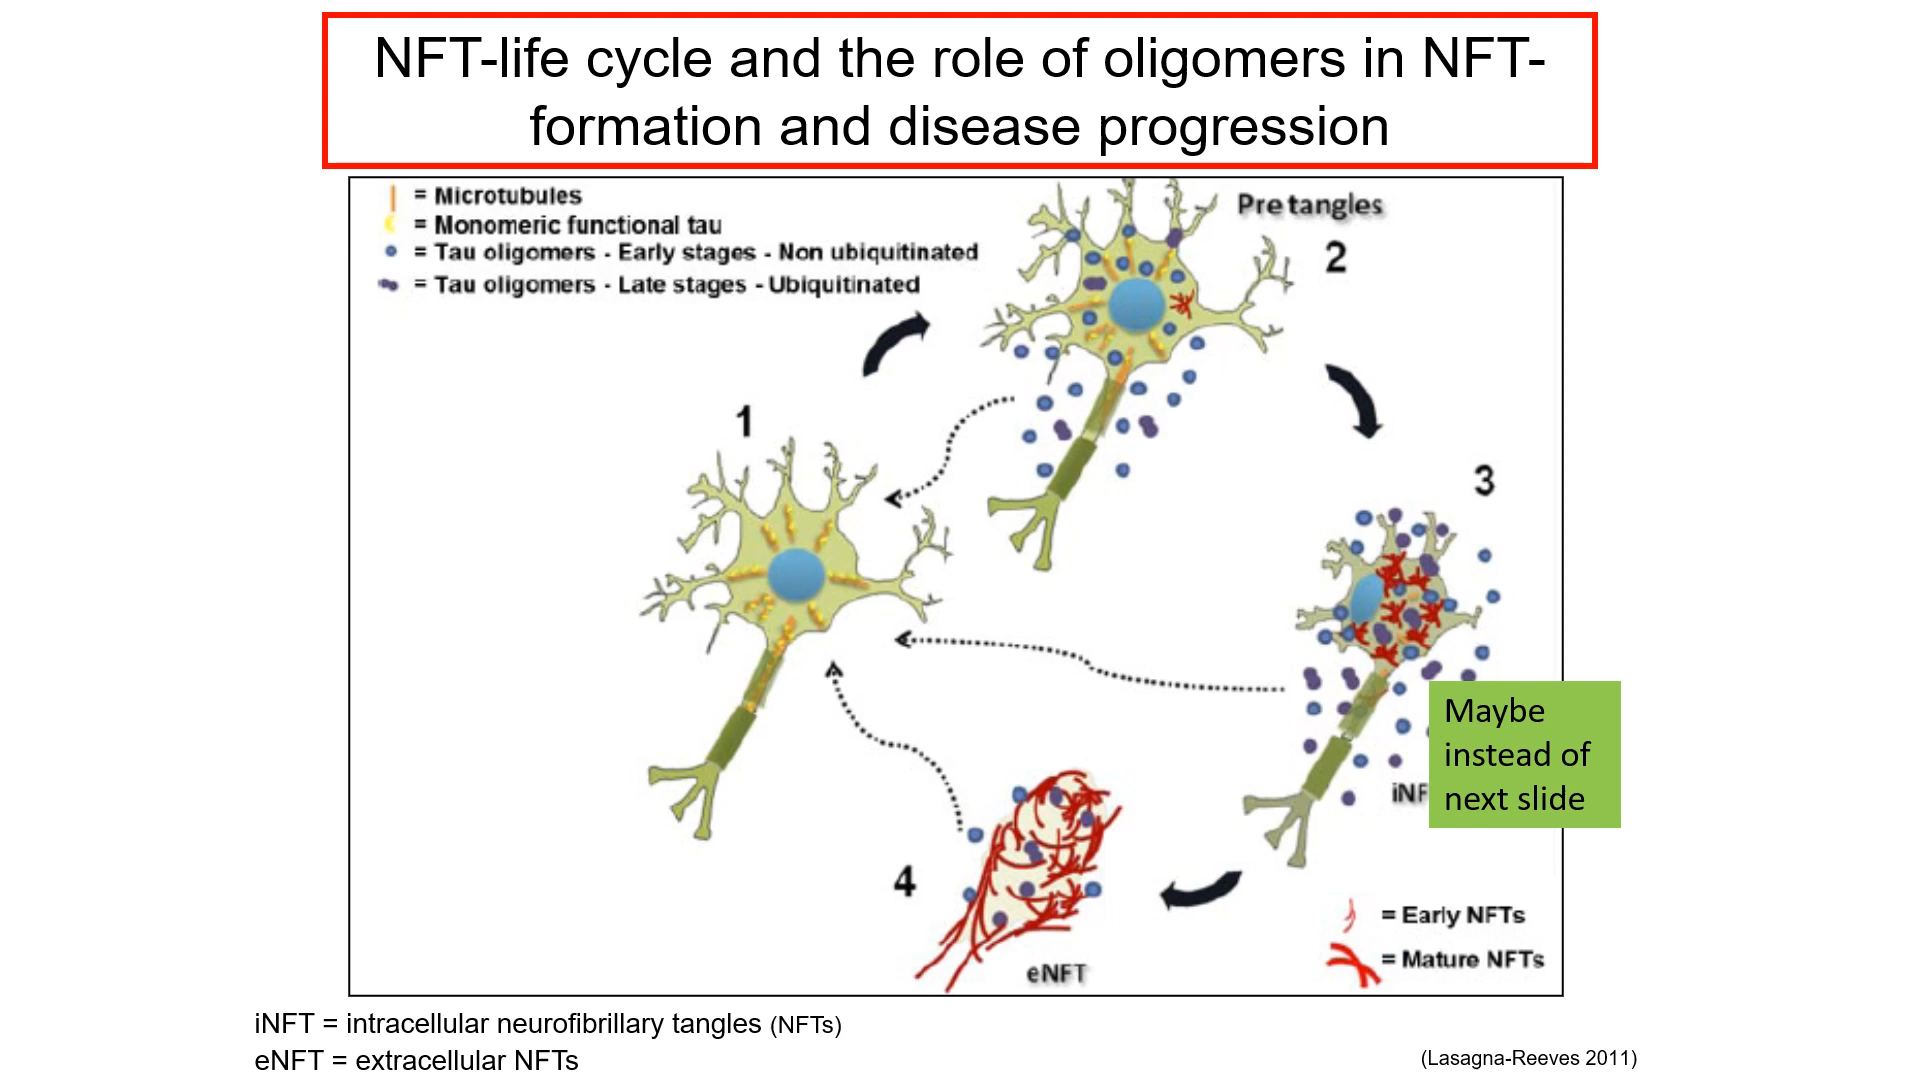 NFT-life cycle and the role of oligomers in NFT-
formation and disease progression
= Microtubules
= Monomeric functional tau
= Tau oligomers - Early stages - Non ubiquitinated
= Tau oligomers - Late stages - Ubiquitinated
Pre tangles
2
1
3
Maybe
instead of
next slide
iNF
4
eNFT
= Early NFTs
= Mature NFTs
iNFT = intracellular neurofibrillary tangles (NFTs)
eNFT = extracellular NFTs
(Lasagna-Reeves 2011)